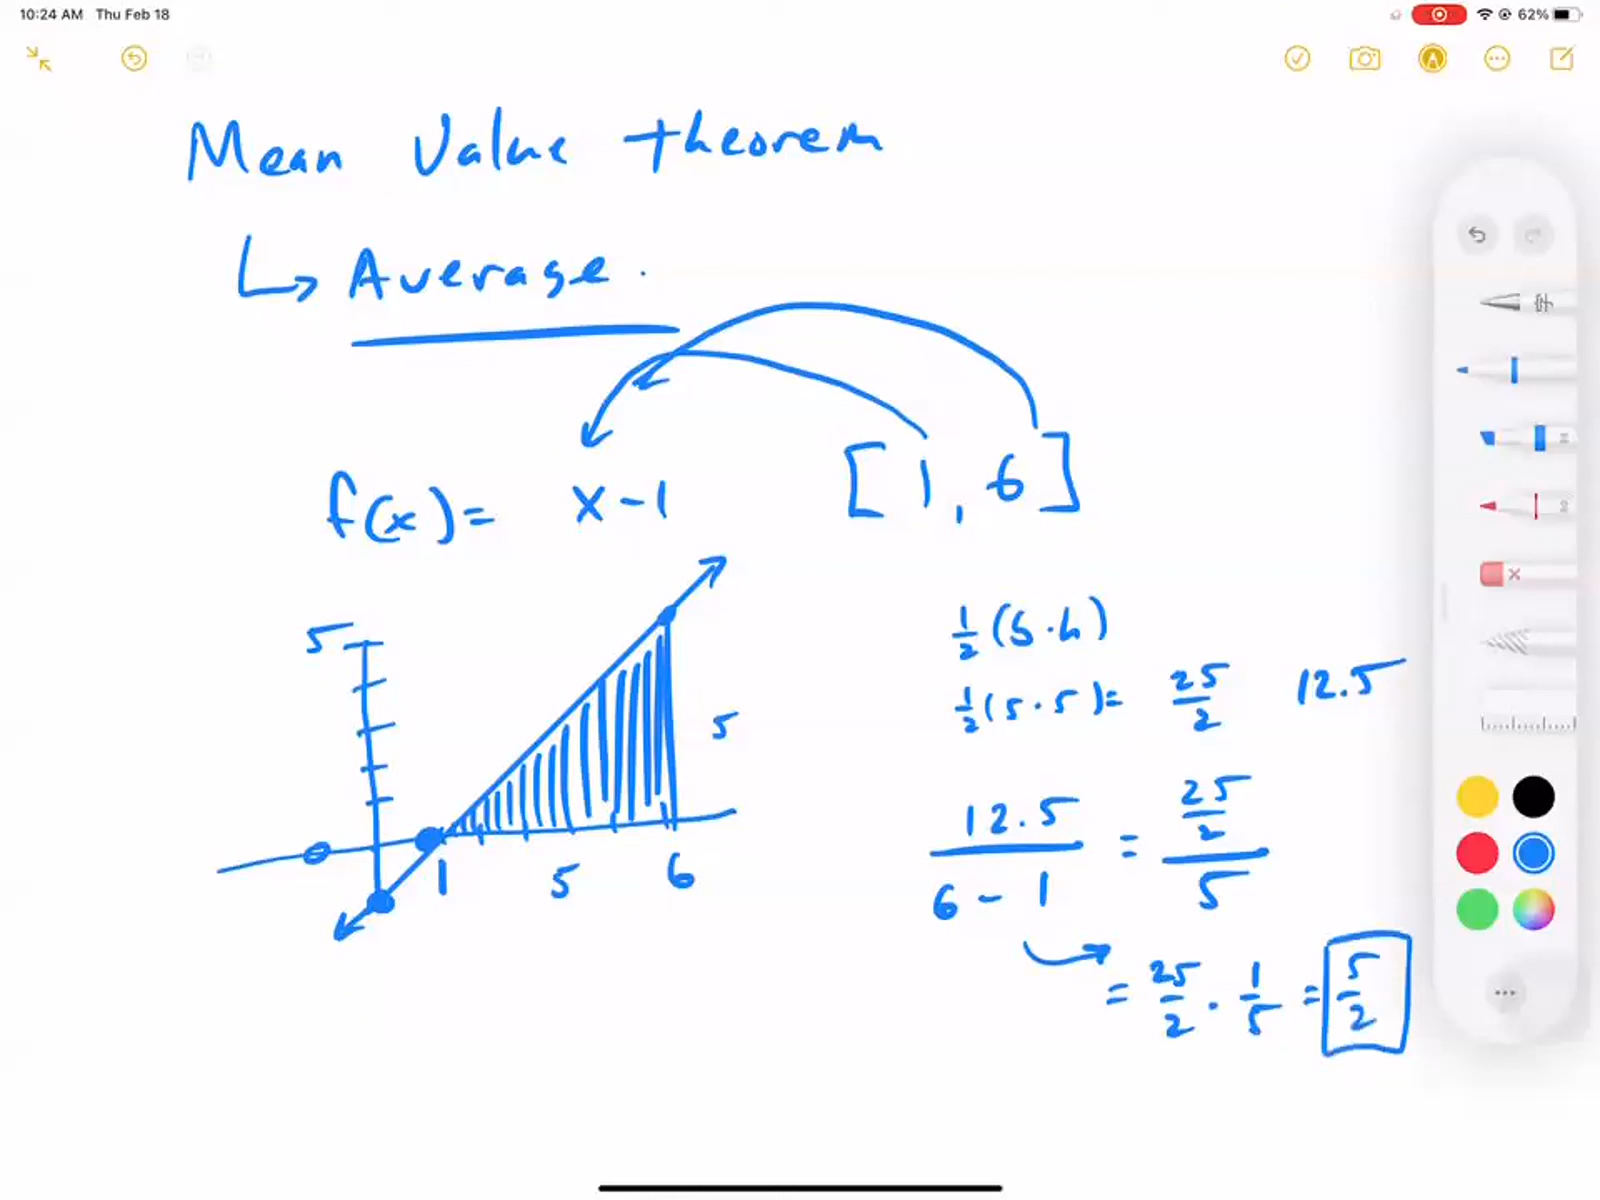 10:24 AM Thu Feb 18
62%
Mean Value theorem
↳ Average.
f(x) = x-1 [1, 6]
5
5
1 5 6
1/2 (b·h)
1/2 (5·5) = 25/2 12.5
12.5/(6-1) = (25/2)/5
= 25/2 · 1/5 = 5/2